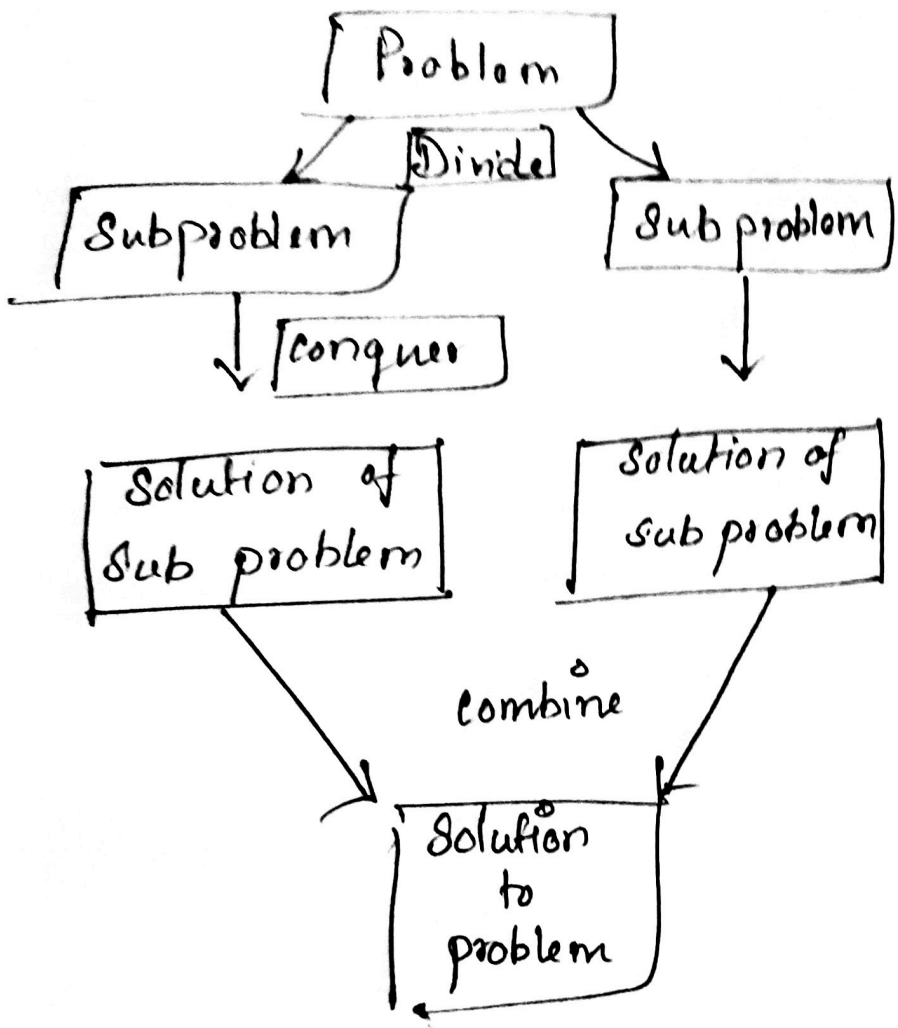 Problem
Divide
Subproblem
Sub problem
Conquer
Solution of
Sub problem
Solution of
Sub problem
Combine
Solution
to
problem